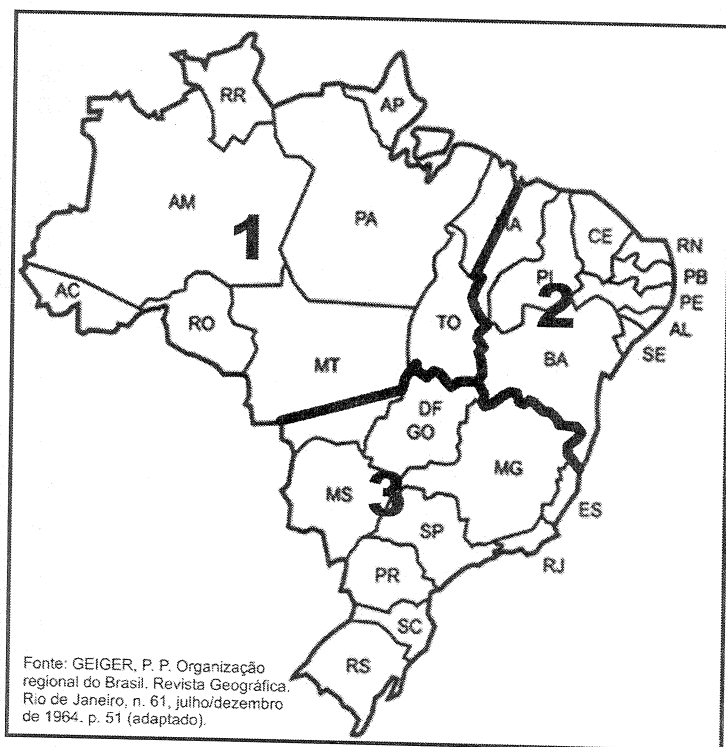 RR
AP
AM
1
PA
MA
CE
RN
PI
PB
2
PE
AC
AL
RO
TO
SE
MT
BA
DF
GO
MG
MS
3
ES
SP
RJ
PR
SC
RS
Fonte: GEIGER, P. P. Organização
regional do Brasil. Revista Geográfica.
Rio de Janeiro, n. 61, julho/dezembro
de 1964. p. 51 (adaptado).